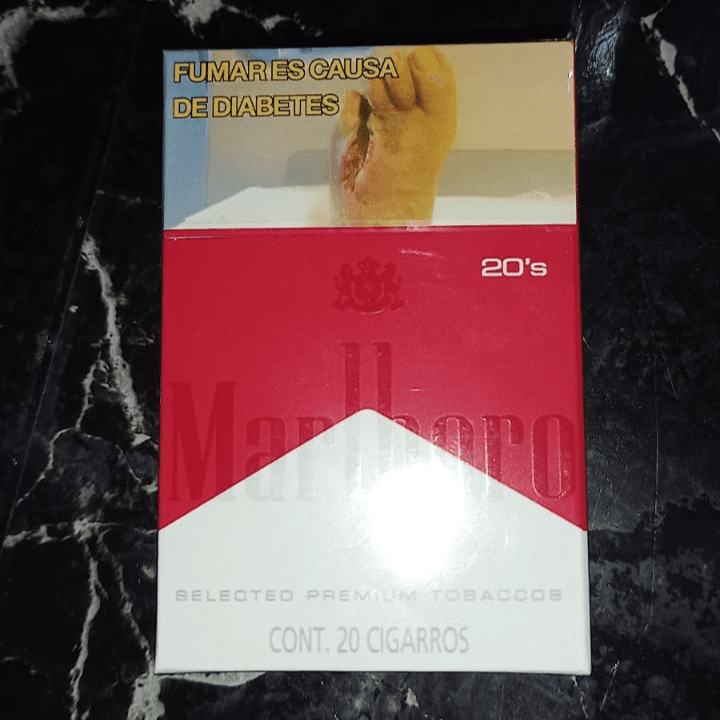 FUMAR ES CAUSA
DE DIABETES
20's
Marlboro
SELECTED PREMIUM TOBACCOS
CONT. 20 CIGARROS